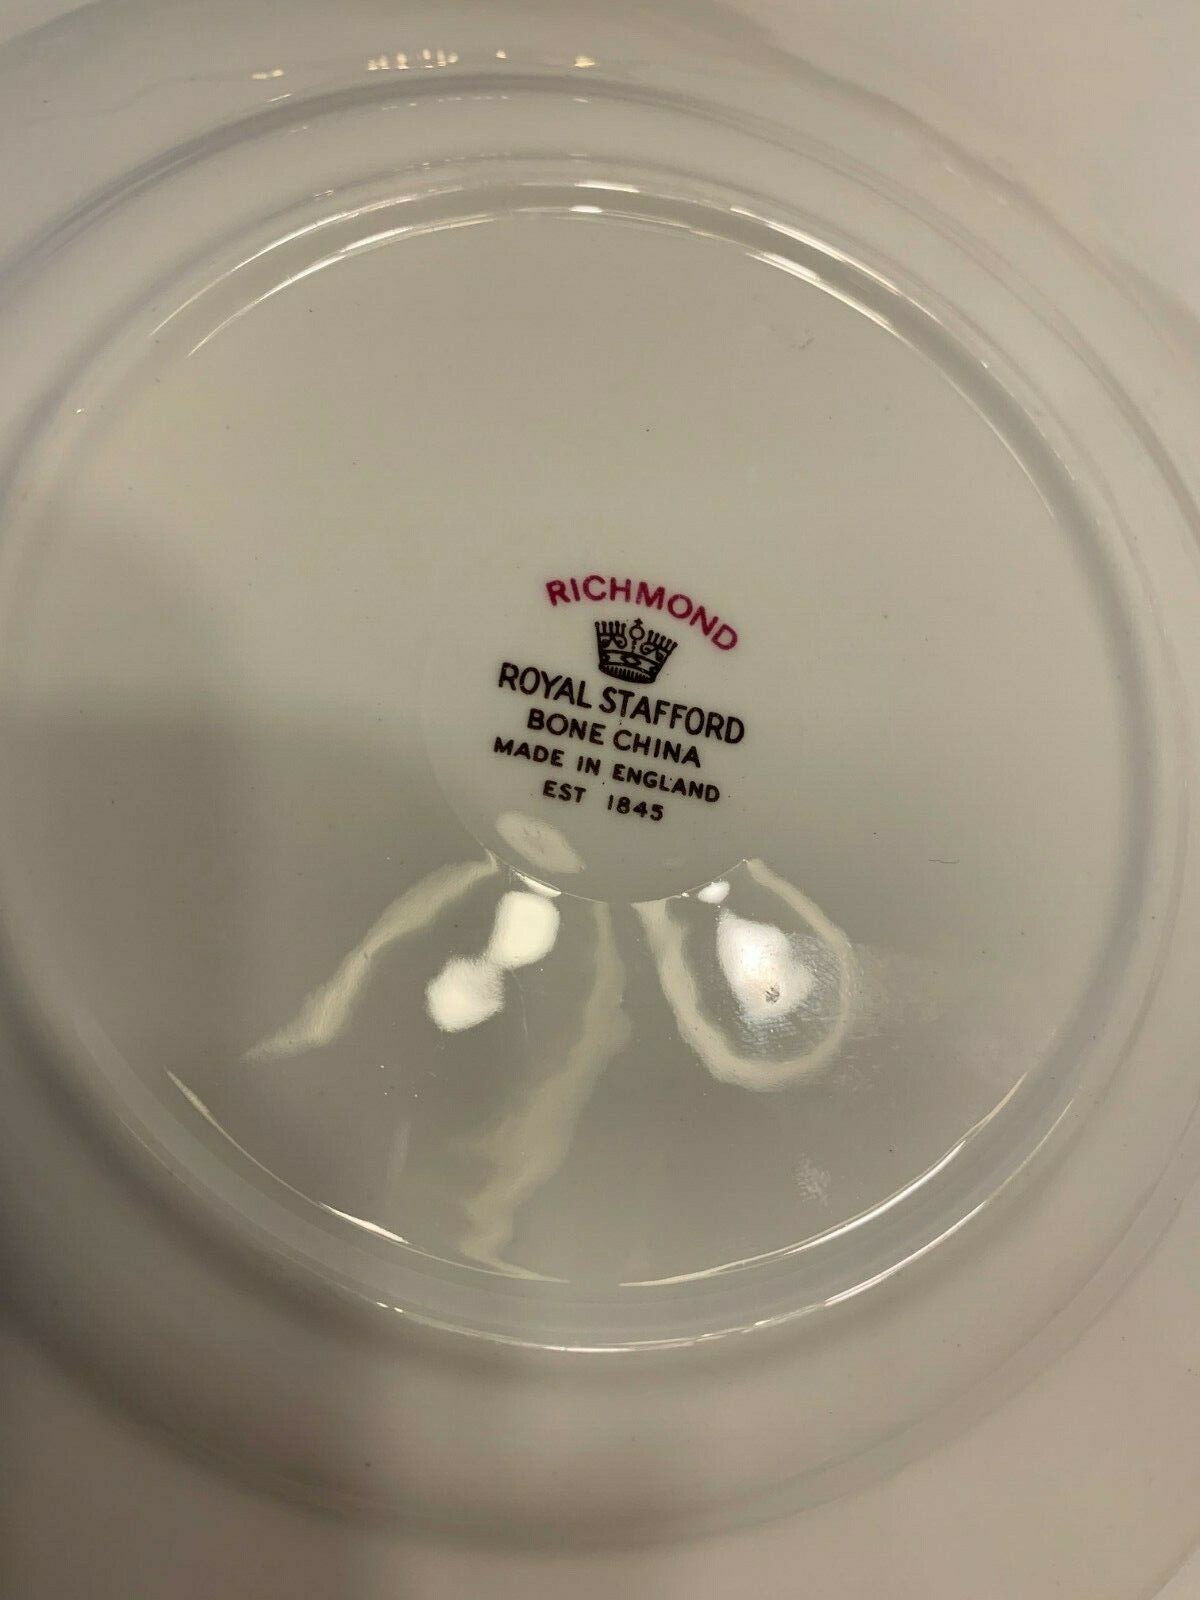 RICHMOND
ROYAL STAFFORD
BONE CHINA
MADE IN ENGLAND
EST 1845